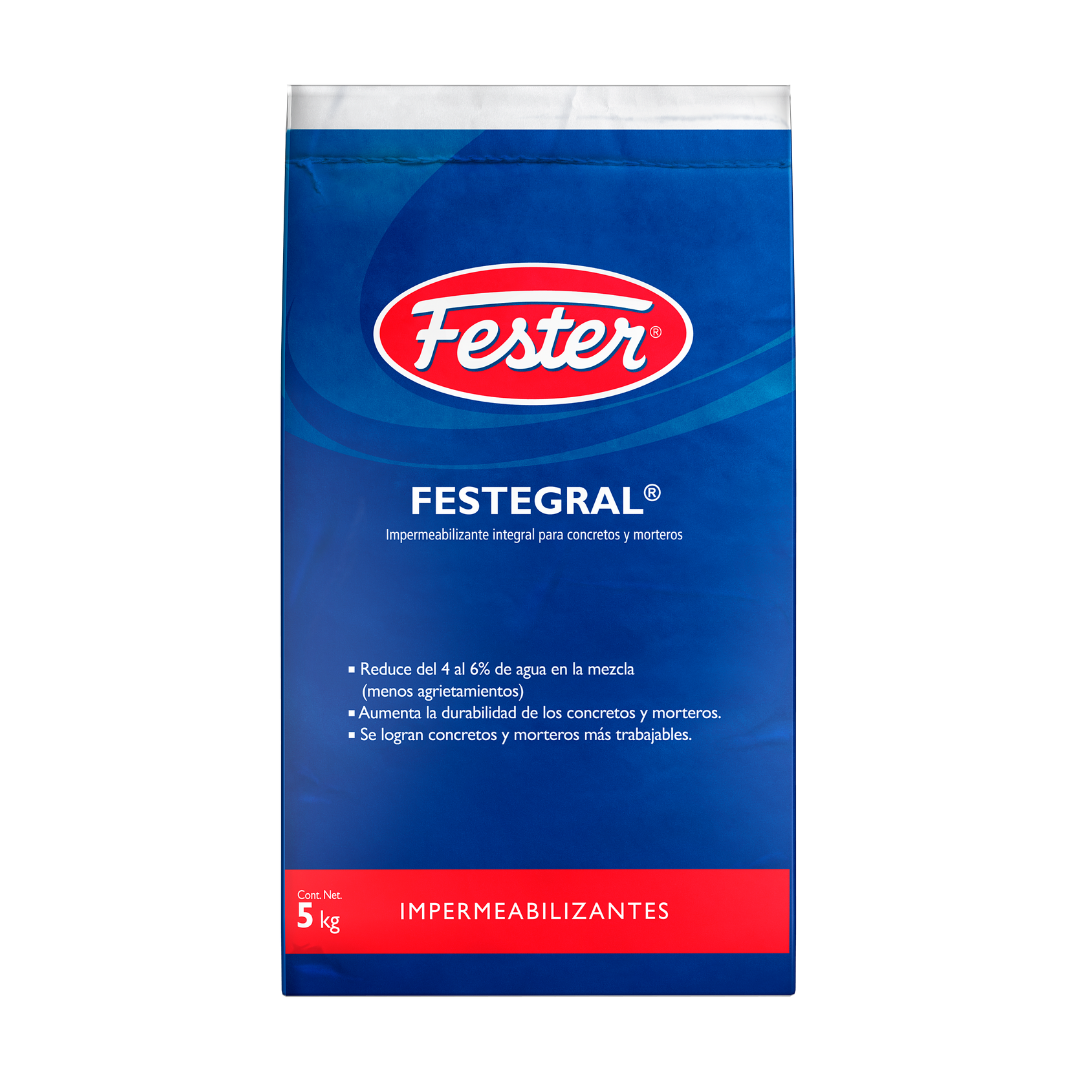 Fester®
FESTEGRAL®
Impermeabilizante integral para concretos y morteros
▪ Reduce del 4 al 6% de agua en la mezcla
(menos agrietamientos)
▪ Aumenta la durabilidad de los concretos y morteros.
▪ Se logran concretos y morteros más trabajables.
Cont. Net.
5 kg
IMPERMEABILIZANTES